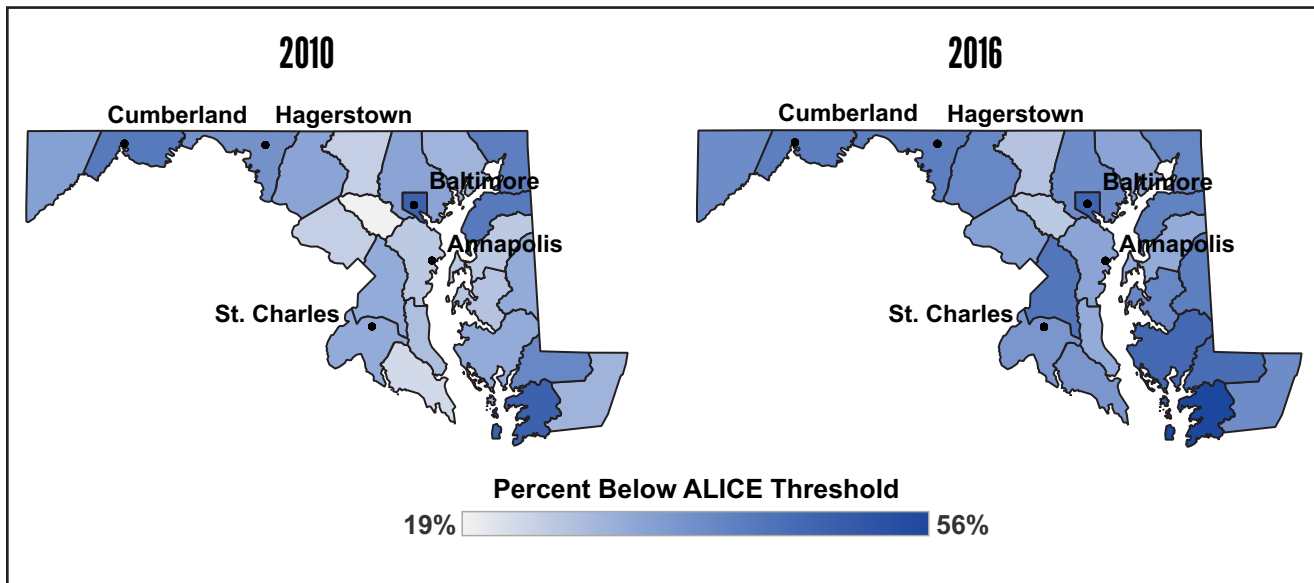 2010
Cumberland
Hagerstown
Baltimore
Annapolis
St. Charles
2016
Cumberland
Hagerstown
Baltimore
Annapolis
St. Charles
Percent Below ALICE Threshold
19%
56%